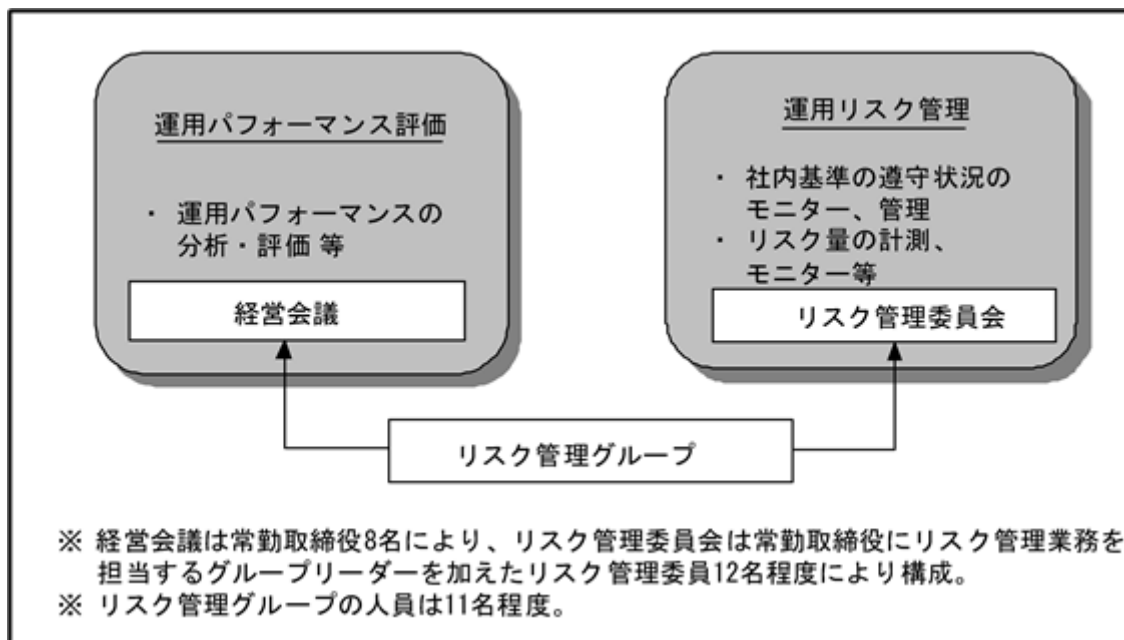 運用パフォーマンス評価
・ 運用パフォーマンスの
分析・評価 等
経営会議
運用リスク管理
・ 社内基準の遵守状況の
モニター、管理
・ リスク量の計測、
モニター等
リスク管理委員会
リスク管理グループ
※ 経営会議は常勤取締役8名により、リスク管理委員会は常勤取締役にリスク管理業務を
担当するグループリーダーを加えたリスク管理委員12名程度により構成。
※ リスク管理グループの人員は11名程度。